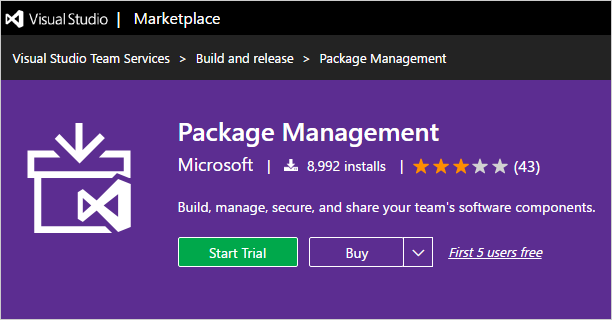 Visual Studio | Marketplace
Visual Studio Team Services > Build and release > Package Management
Package Management
Microsoft | 8,992 installs | (43)
Build, manage, secure, and share your team's software components.
Start Trial Buy First 5 users free